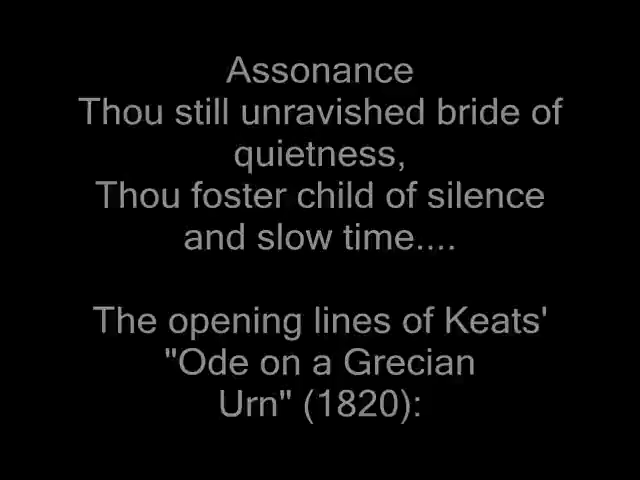 Assonance
Thou still unravished bride of
quietness,
Thou foster child of silence
and slow time....
The opening lines of Keats'
"Ode on a Grecian
Urn" (1820):